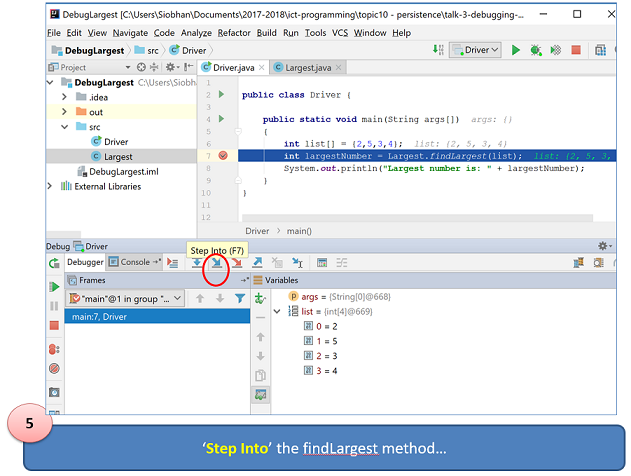 DebugLargest [C:\Users\Siobhan\Documents\2017-2018\ict-programming\topic10 - persistence\talk-3-debugging-...
File Edit View Navigate Code Analyze Refactor Build Run Tools VCS Window Help
DebugLargest src Driver Driver
Project Driver.java Largest.java
DebugLargest C:\Users\Siobh
.idea
out
src
Driver
Largest
DebugLargest.iml
External Libraries
1
2 public class Driver {
3
4 public static void main(String args[]) args: {}
5 {
6 int list[] = {2,5,3,4}; list: {2, 5, 3, 4}
7 int largestNumber = Largest.findLargest(list); list: {2, 5, 3,
8 System.out.println("Largest number is: " + largestNumber);
9 }
10 }
11
12
Driver main()
Debug Driver
Step Into (F7)
Debugger Console
Frames Variables
"main"@1 in group "...
main:7, Driver
args = {String[0]@668}
list = {int[4]@669}
0 = 2
1 = 5
2 = 3
3 = 4
5
‘Step Into’ the findLargest method…